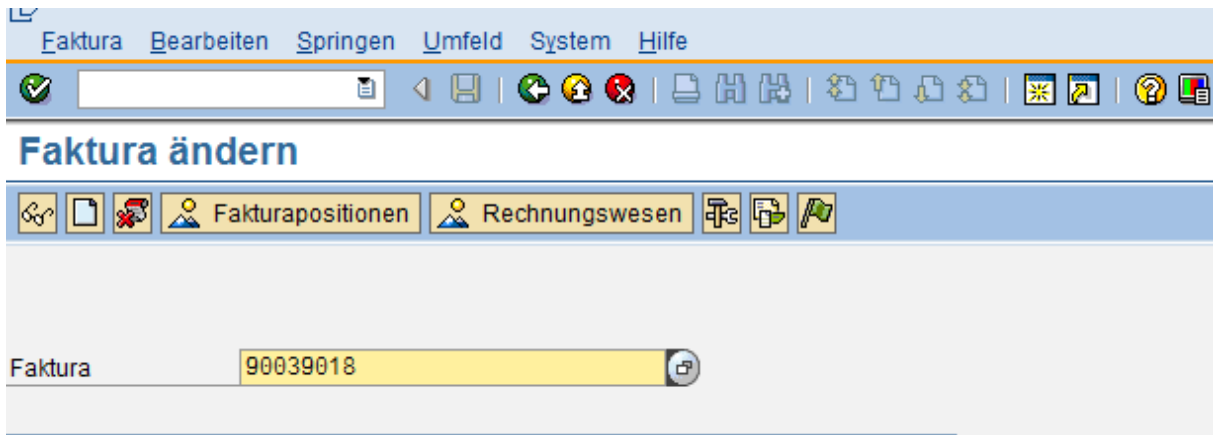 Faktura Bearbeiten Springen Umfeld System Hilfe
Faktura ändern
Fakturapositionen Rechnungswesen
Faktura 90039018